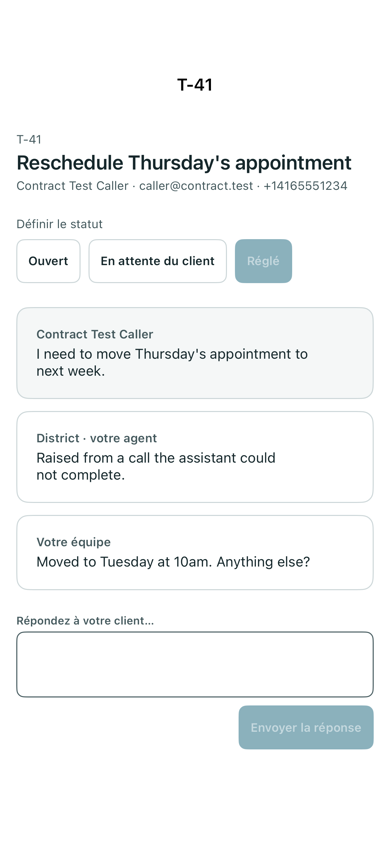 T-41
T-41
Reschedule Thursday's appointment
Contract Test Caller · caller@contract.test · +14165551234
Définir le statut
Ouvert
En attente du client
Réglé
Contract Test Caller
I need to move Thursday's appointment to
next week.
District · votre agent
Raised from a call the assistant could
not complete.
Votre équipe
Moved to Tuesday at 10am. Anything else?
Répondez à votre client...
Envoyer la réponse